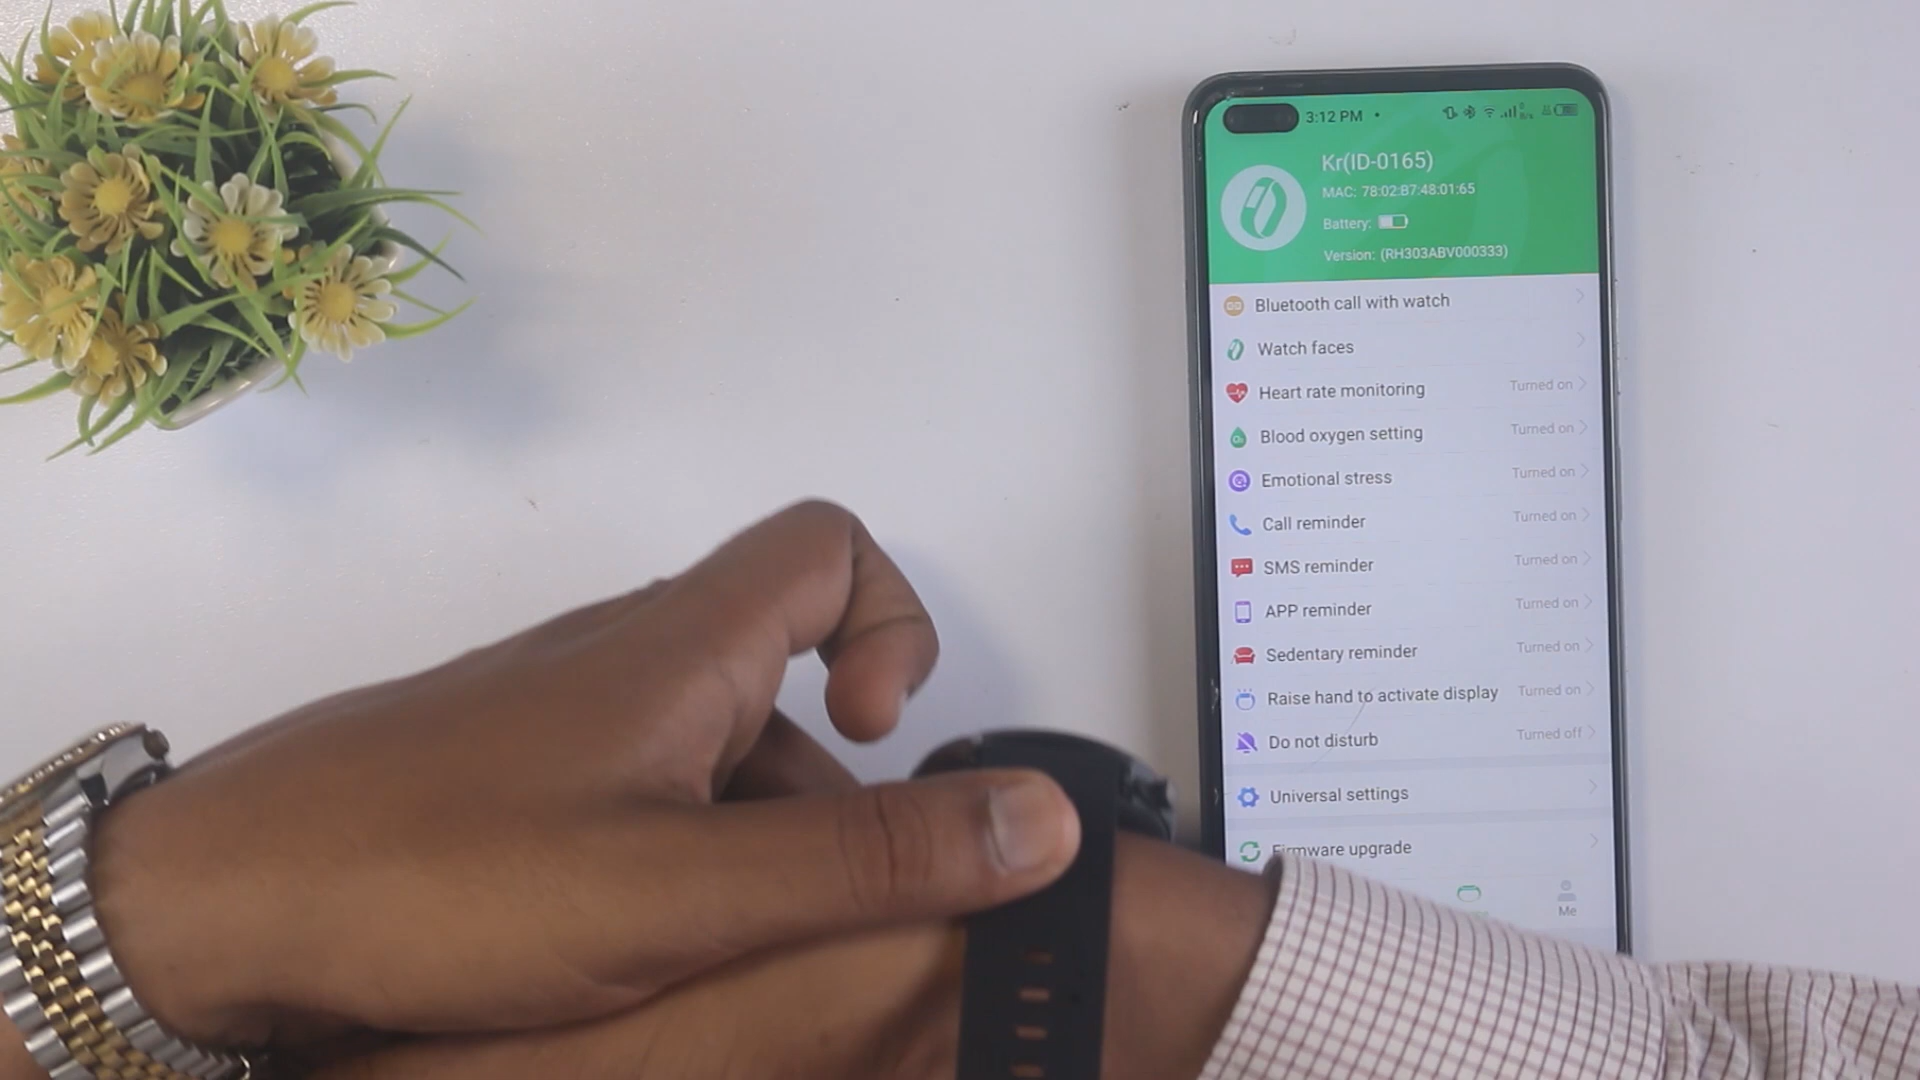 3:12 PM
Kr(ID-0165)
MAC: 78:02:B7:48:01:65
Battery:
Version: (RH303ABV000333)
Bluetooth call with watch
Watch faces
Heart rate monitoring Turned on
Blood oxygen setting Turned on
Emotional stress Turned on
Call reminder Turned on
SMS reminder Turned on
APP reminder Turned on
Sedentary reminder Turned on
Raise hand to activate display Turned on
Do not disturb Turned off
Universal settings
Firmware upgrade
Me